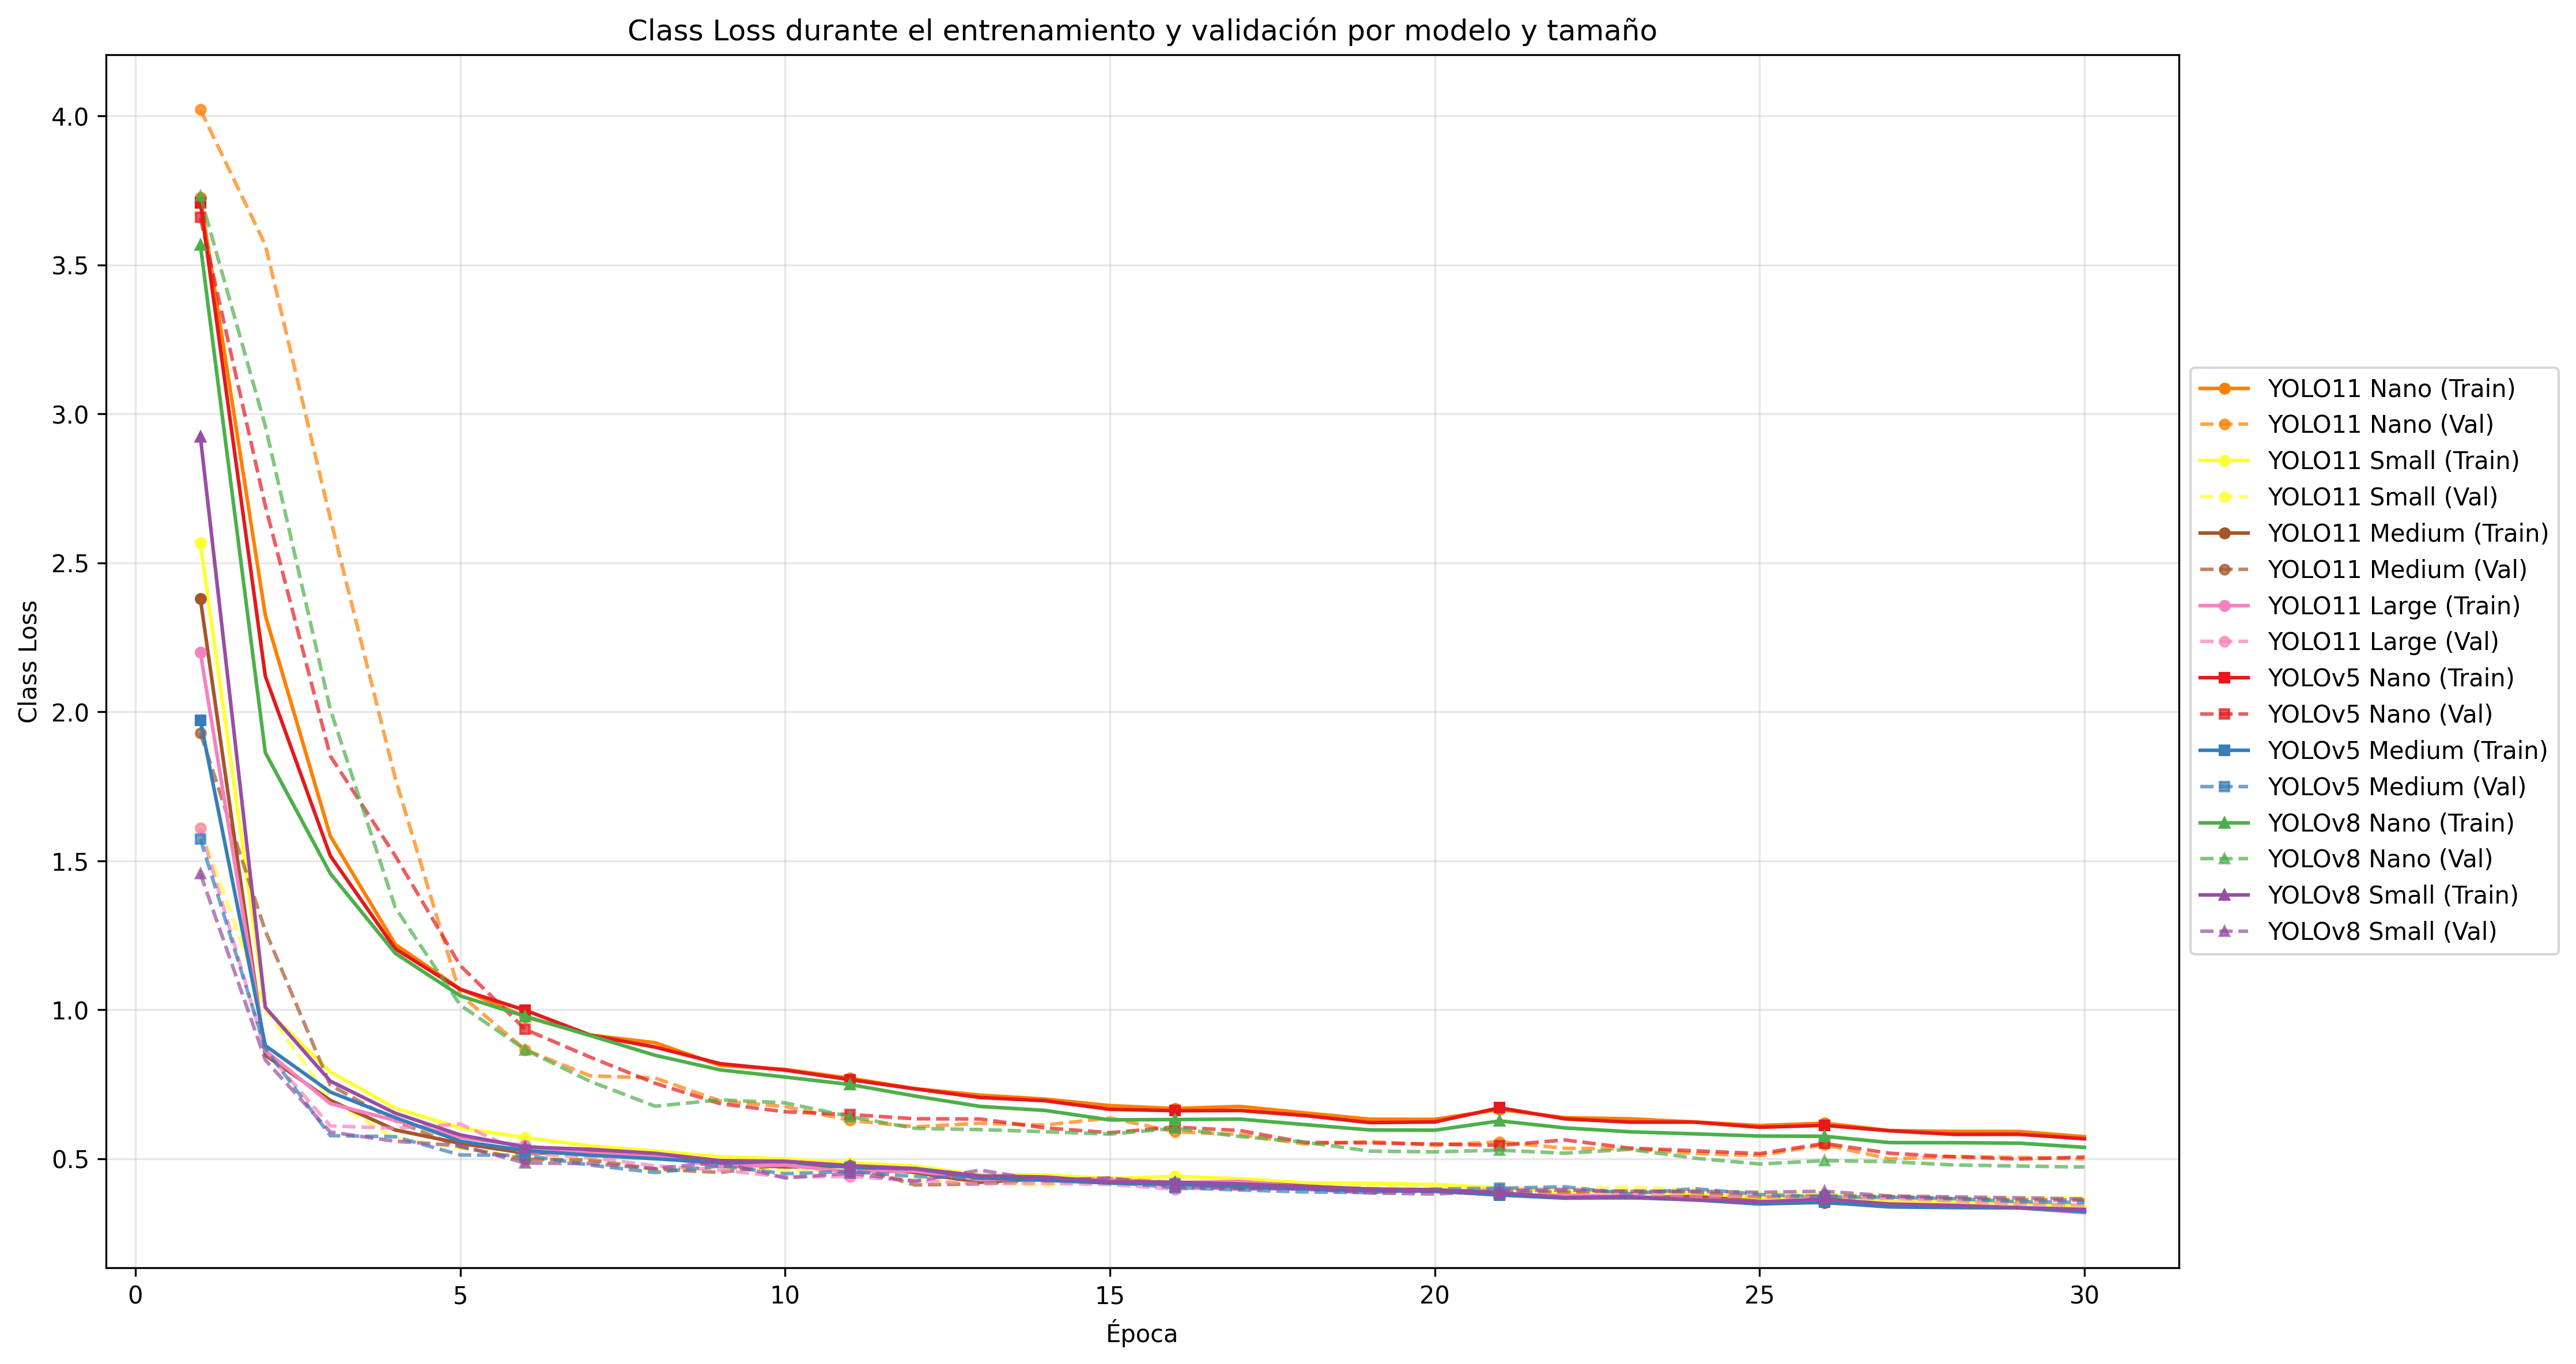 Class Loss durante el entrenamiento y validación por modelo y tamaño
Class Loss
4.0
3.5
3.0
2.5
2.0
1.5
1.0
0.5
0
5
10
15
20
25
30
Época
YOLO11 Nano (Train)
YOLO11 Nano (Val)
YOLO11 Small (Train)
YOLO11 Small (Val)
YOLO11 Medium (Train)
YOLO11 Medium (Val)
YOLO11 Large (Train)
YOLO11 Large (Val)
YOLOv5 Nano (Train)
YOLOv5 Nano (Val)
YOLOv5 Medium (Train)
YOLOv5 Medium (Val)
YOLOv8 Nano (Train)
YOLOv8 Nano (Val)
YOLOv8 Small (Train)
YOLOv8 Small (Val)